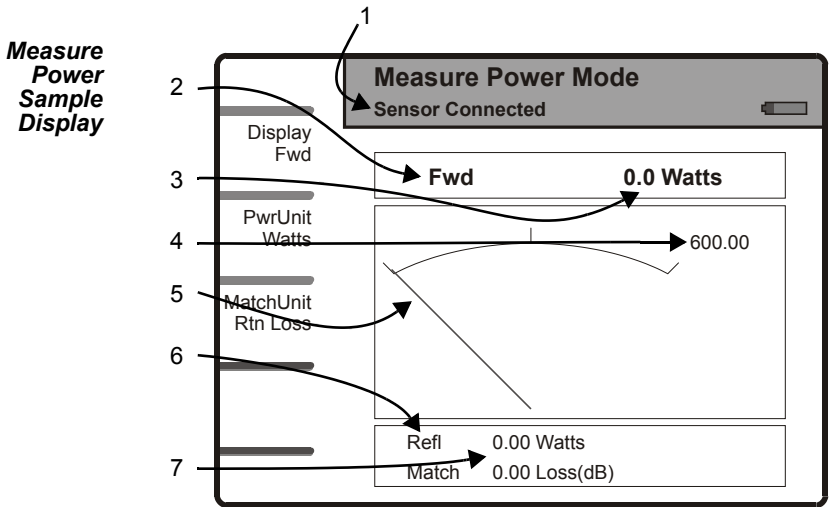 Measure
Power
Sample
Display
1
2
3
4
5
6
7
Measure Power Mode
Sensor Connected
Display
Fwd
PwrUnit
Watts
MatchUnit
Rtn Loss
Fwd 0.0 Watts
600.00
Refl 0.00 Watts
Match 0.00 Loss(dB)